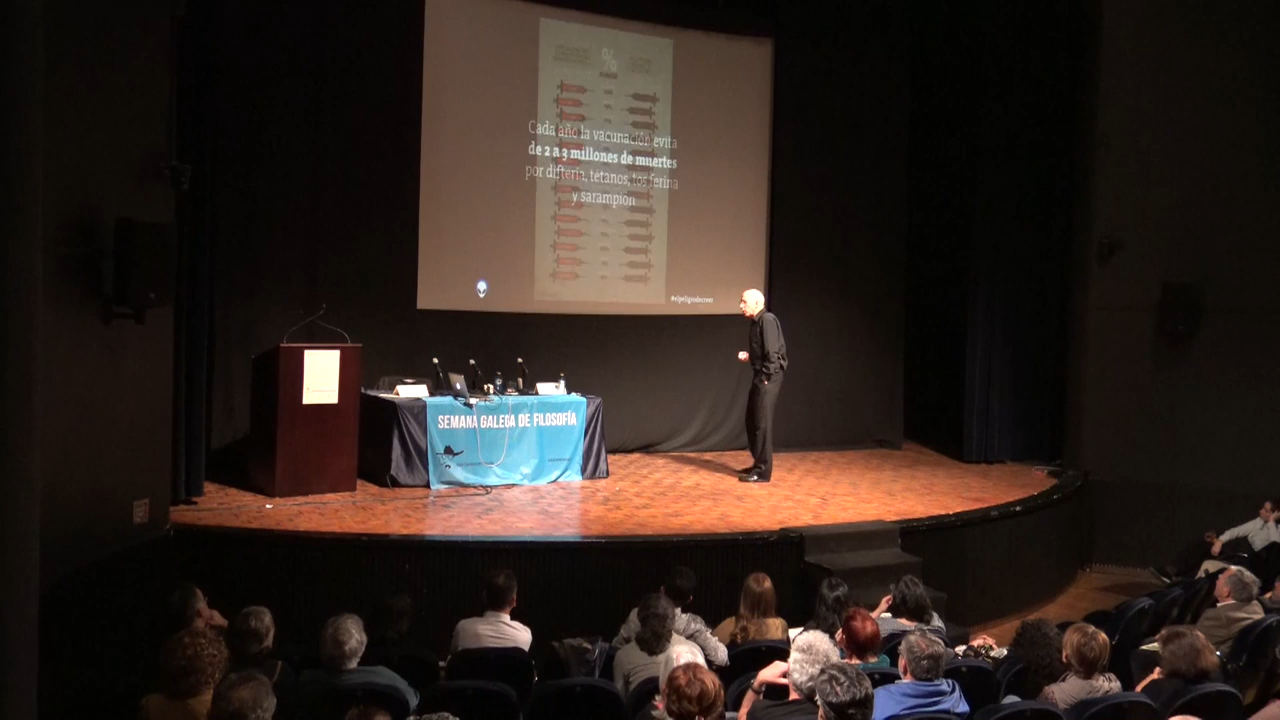 Cada año la vacunación evita
de 2 a 3 millones de muertes
por difteria, tétanos, tos ferina
y sarampión
#elpeligrodecreer
SEMANA GALEGA DE FILOSOFÍA